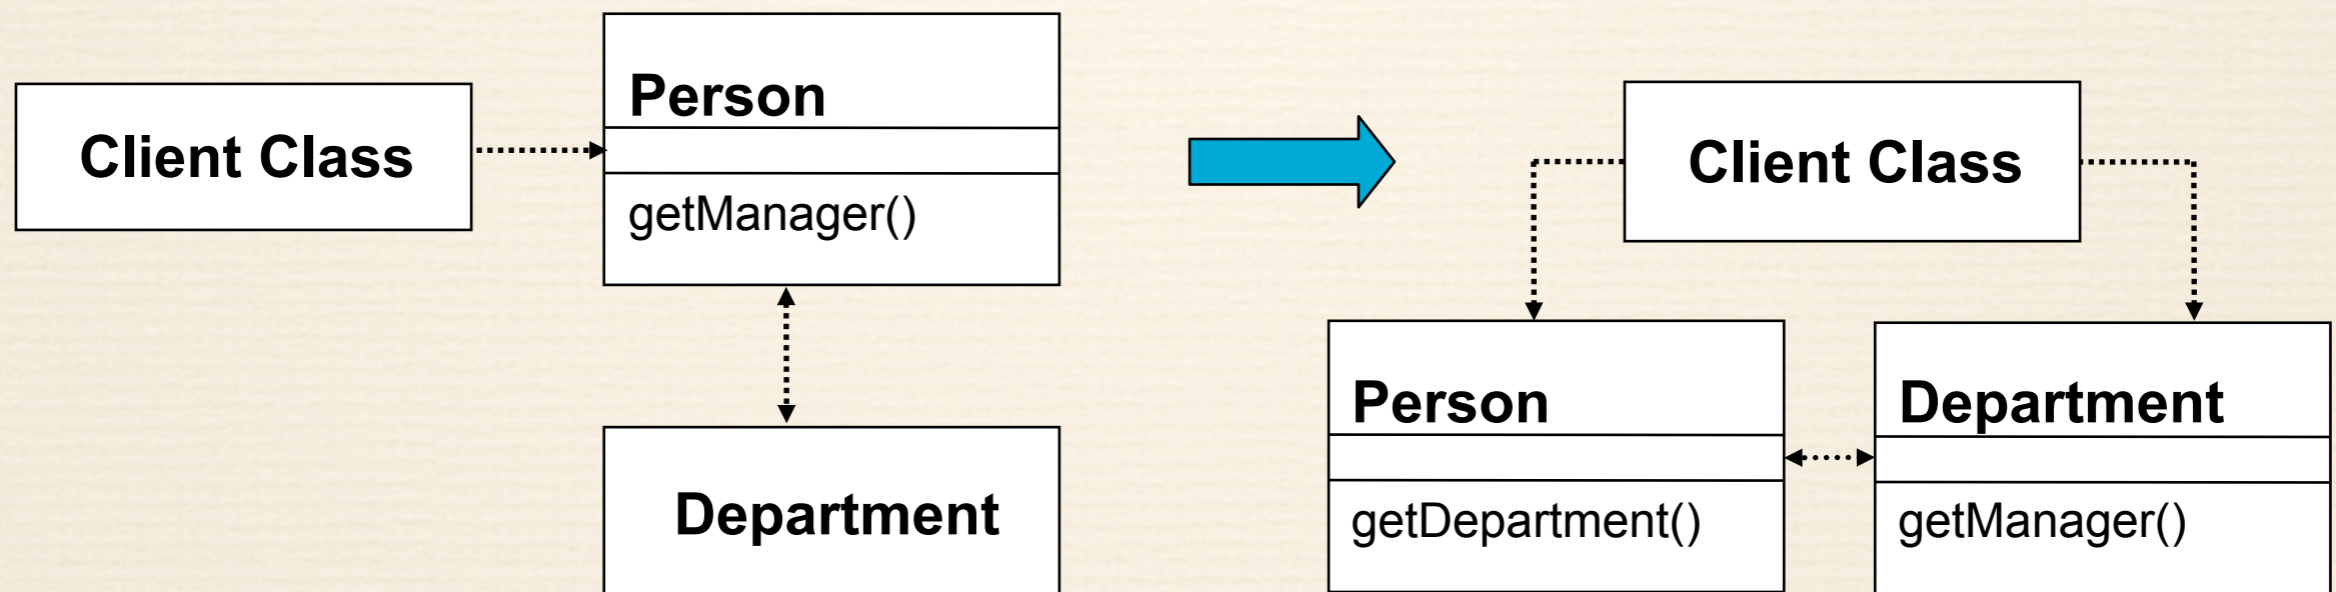 Client Class
Person
getManager()
Department
Client Class
Person
getDepartment()
Department
getManager()